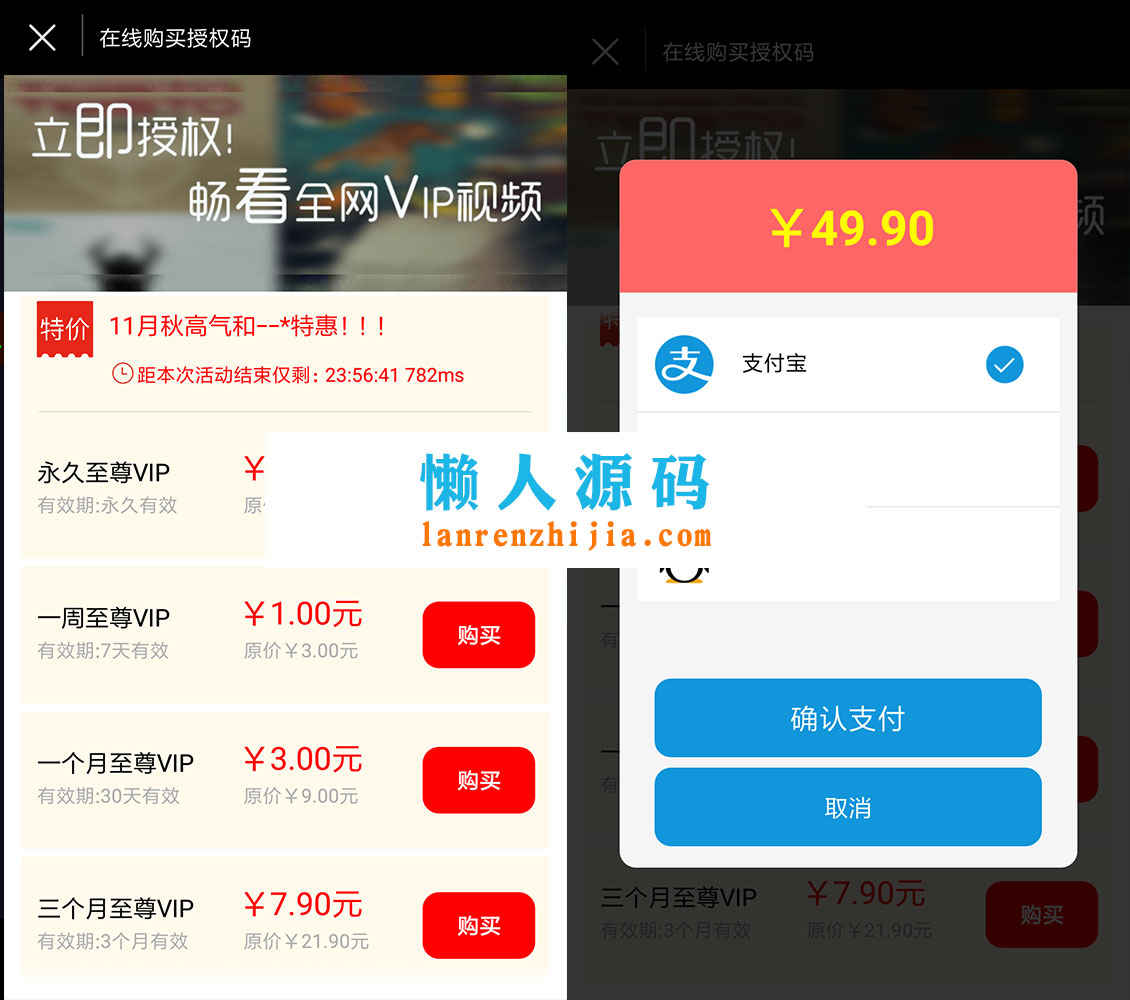 在线购买授权码
立即授权!
畅看全网VIP视频
特价
11月秋高气和--*特惠!!!
距本次活动结束仅剩: 23:56:41 782ms
永久至尊VIP
¥
有效期:永久有效
原
一周至尊VIP
¥1.00元
有效期:7天有效
原价¥3.00元
购买
一个月至尊VIP
¥3.00元
有效期:30天有效
原价¥9.00元
购买
三个月至尊VIP
¥7.90元
有效期:3个月有效
原价¥21.90元
购买
懒人源码
lanrenzhijia.com
在线购买授权码
立即授权!
频
¥49.90
支
支付宝
确认支付
取消
一
有
一
有
三个月至尊VIP
¥7.90元
有效期:3个月有效
原价¥21.90元
购买